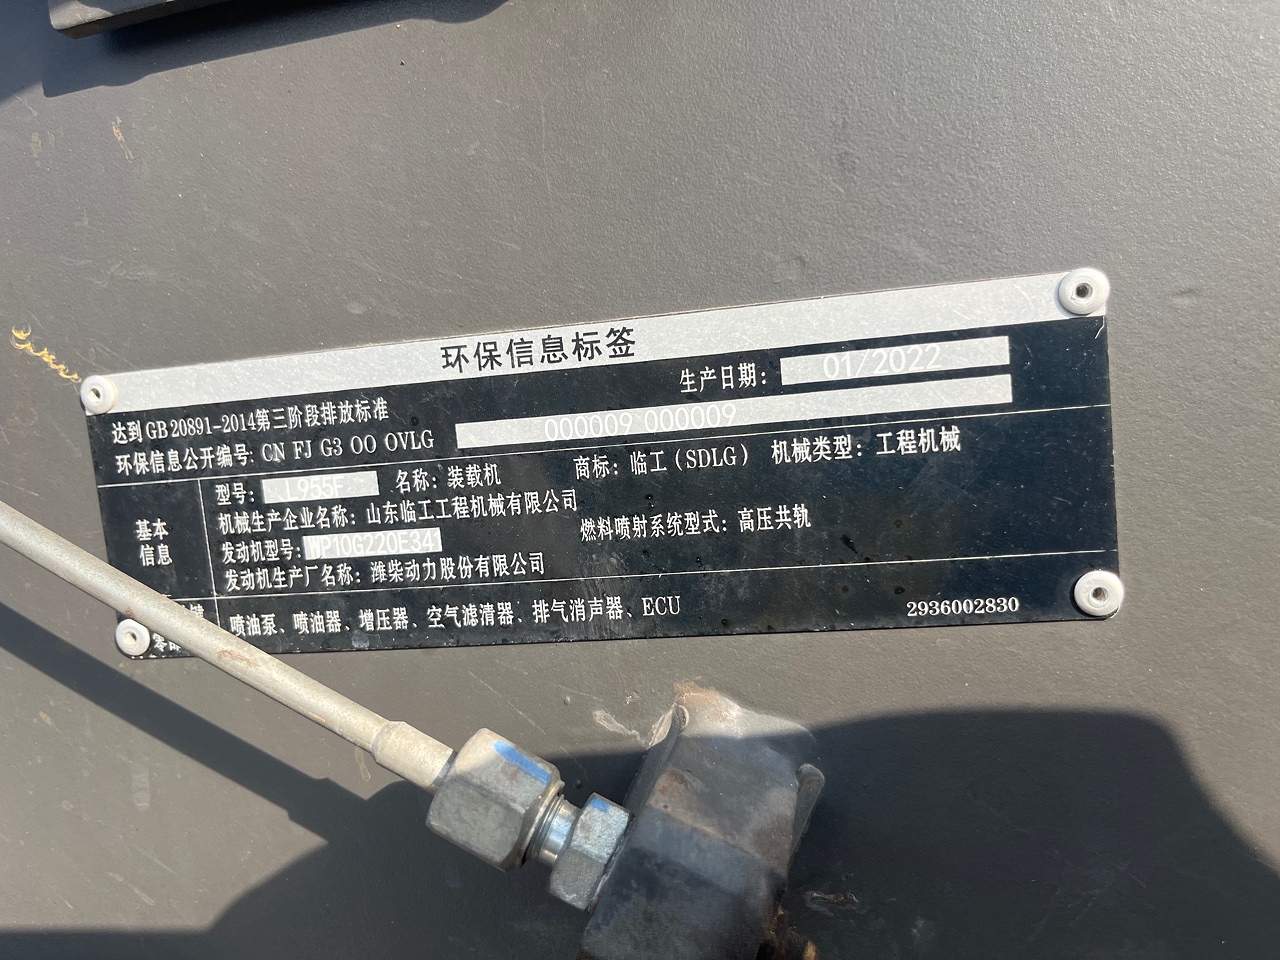 环保信息标签
生产日期: 01/2022
达到GB 20891-2014第三阶段排放标准
环保信息公开编号: CN FJ G3 OO OVLG 000009 000009
基本信息
型号: L955F 名称: 装载机 商标: 临工(SDLG) 机械类型: 工程机械
机械生产企业名称: 山东临工工程机械有限公司
发动机型号: WP10G220E341 燃料喷射系统型式: 高压共轨
发动机生产厂名称: 潍柴动力股份有限公司
喷油泵、喷油器、增压器、空气滤清器、排气消声器、ECU 2936002830